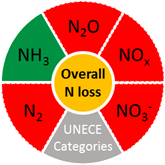 N₂O
NH₃
NOₓ
Overall
N loss
N₂
NO₃⁻
UNECE
Categories